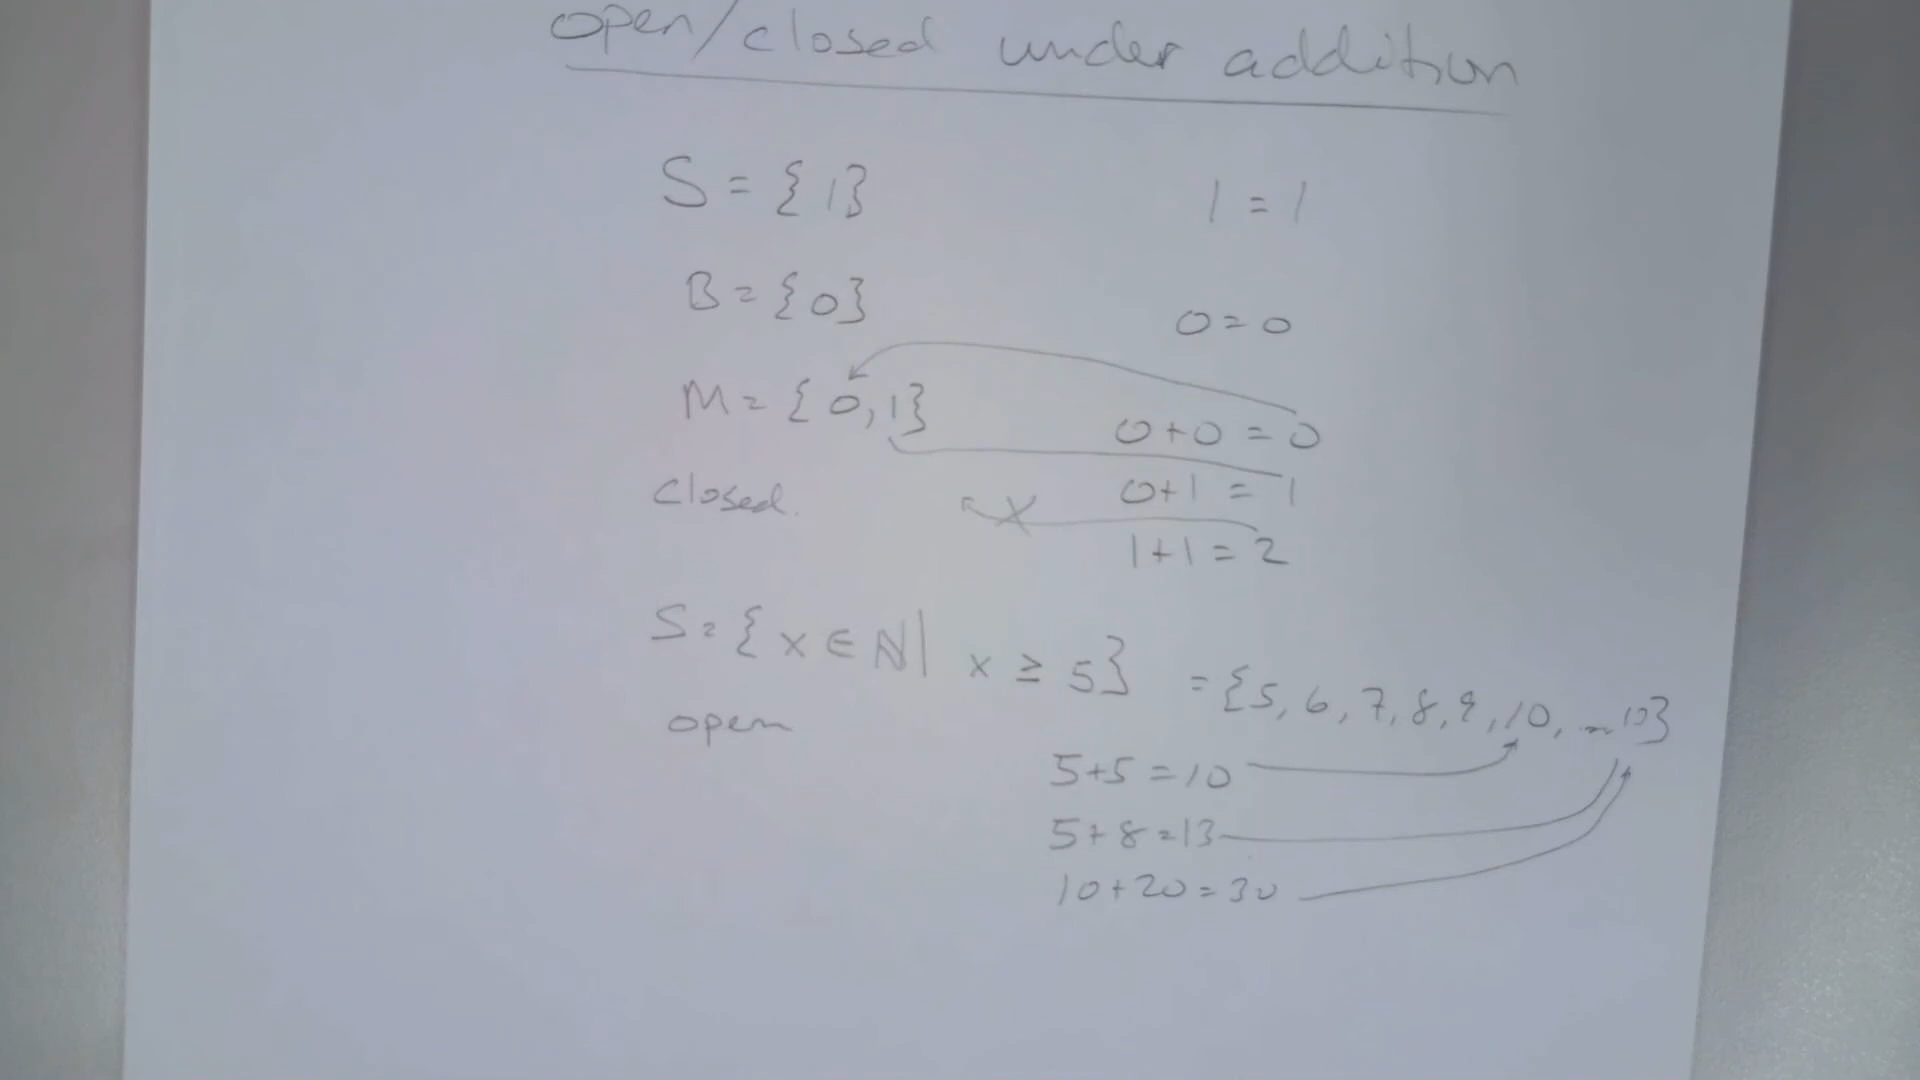 open/closed under addition
S = {1} 1 = 1
B = {0} 0 = 0
M = {0, 1} 0+0 = 0
closed. 0+1 = 1
1+1 = 2
S = {x ∈ ℕ | x ≥ 5} = {5, 6, 7, 8, 9, 10, ... }
open
5+5 = 10
5+8 = 13
10+20 = 30